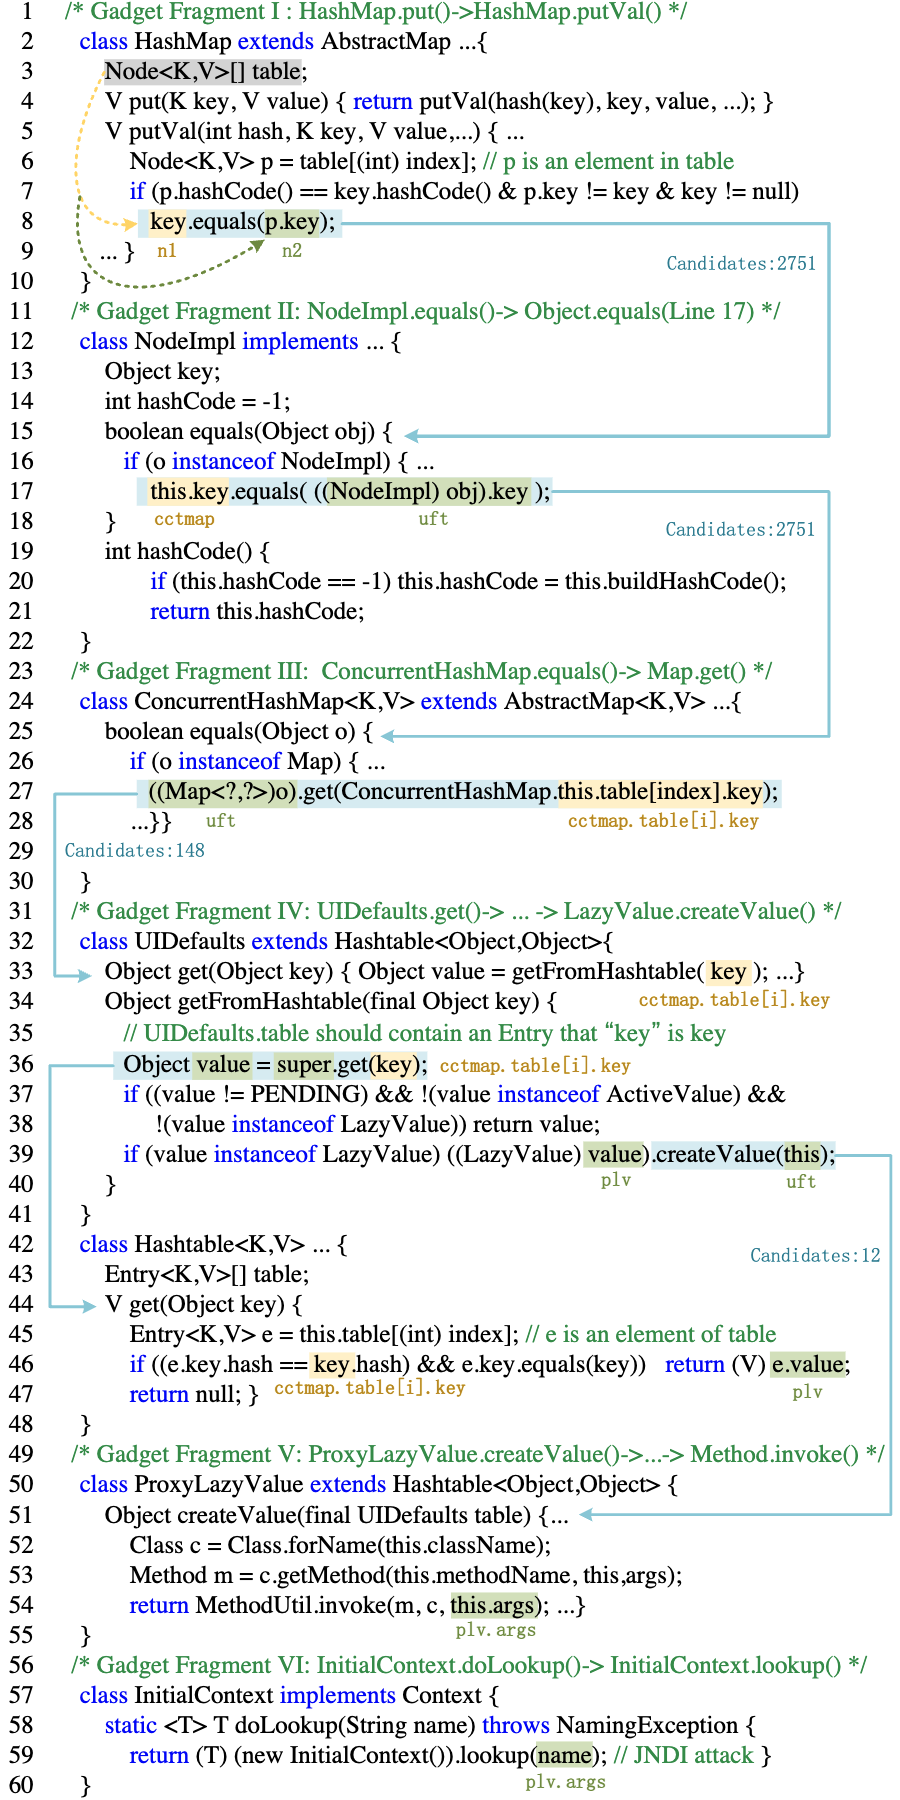 1 /* Gadget Fragment I : HashMap.put()->HashMap.putVal() */
2 class HashMap extends AbstractMap ...{
3 Node<K,V>[] table;
4 V put(K key, V value) { return putVal(hash(key), key, value, ...); }
5 V putVal(int hash, K key, V value,...) { ...
6 Node<K,V> p = table[(int) index]; // p is an element in table
7 if (p.hashCode() == key.hashCode() & p.key != key & key != null)
8 key.equals(p.key);
9 ... } n1 n2
Candidates:2751
10 }
11 /* Gadget Fragment II: NodeImpl.equals()-> Object.equals(Line 17) */
12 class NodeImpl implements ... {
13 Object key;
14 int hashCode = -1;
15 boolean equals(Object obj) {
16 if (o instanceof NodeImpl) { ...
17 this.key.equals( ((NodeImpl) obj).key );
18 } cctmap uft
Candidates:2751
19 int hashCode() {
20 if (this.hashCode == -1) this.hashCode = this.buildHashCode();
21 return this.hashCode;
22 }
23 /* Gadget Fragment III:  ConcurrentHashMap.equals()-> Map.get() */
24 class ConcurrentHashMap<K,V> extends AbstractMap<K,V> ...{
25 boolean equals(Object o) {
26 if (o instanceof Map) { ...
27 ((Map<?,?>)o).get(ConcurrentHashMap.this.table[index].key);
28 ...}} uft cctmap.table[i].key
29 Candidates:148
30 }
31 /* Gadget Fragment IV: UIDefaults.get()-> ... -> LazyValue.createValue() */
32 class UIDefaults extends Hashtable<Object,Object>{
33 Object get(Object key) { Object value = getFromHashtable( key ); ...}
34 Object getFromHashtable(final Object key) { cctmap.table[i].key
35 // UIDefaults.table should contain an Entry that “key” is key
36 Object value = super.get(key); cctmap.table[i].key
37 if ((value != PENDING) && !(value instanceof ActiveValue) &&
38 !(value instanceof LazyValue)) return value;
39 if (value instanceof LazyValue) ((LazyValue) value).createValue(this);
40 } plv uft
41 }
42 class Hashtable<K,V> ... {
Candidates:12
43 Entry<K,V>[] table;
44 V get(Object key) {
45 Entry<K,V> e = this.table[(int) index]; // e is an element of table
46 if ((e.key.hash == key.hash) && e.key.equals(key)) return (V) e.value;
47 return null; } cctmap.table[i].key plv
48 }
49 /* Gadget Fragment V: ProxyLazyValue.createValue()->...-> Method.invoke() */
50 class ProxyLazyValue extends Hashtable<Object,Object> {
51 Object createValue(final UIDefaults table) {...
52 Class c = Class.forName(this.className);
53 Method m = c.getMethod(this.methodName, this,args);
54 return MethodUtil.invoke(m, c, this.args); ...}
55 } plv.args
56 /* Gadget Fragment VI: InitialContext.doLookup()-> InitialContext.lookup() */
57 class InitialContext implements Context {
58 static <T> T doLookup(String name) throws NamingException {
59 return (T) (new InitialContext()).lookup(name); // JNDI attack }
60 } plv.args